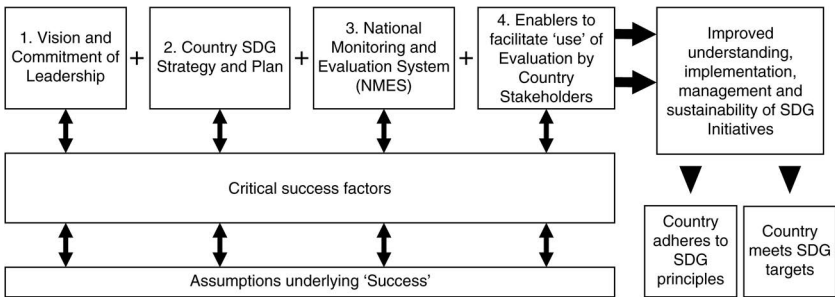 1. Vision and
Commitment of
Leadership
+
2. Country SDG
Strategy and Plan
+
3. National
Monitoring and
Evaluation System
(NMES)
+
4. Enablers to
facilitate ‘use’ of
Evaluation by
Country
Stakeholders
Improved
understanding,
implementation,
management and
sustainability of SDG
Initiatives
Critical success factors
Assumptions underlying ‘Success’
Country
adheres to
SDG
principles
Country
meets SDG
targets